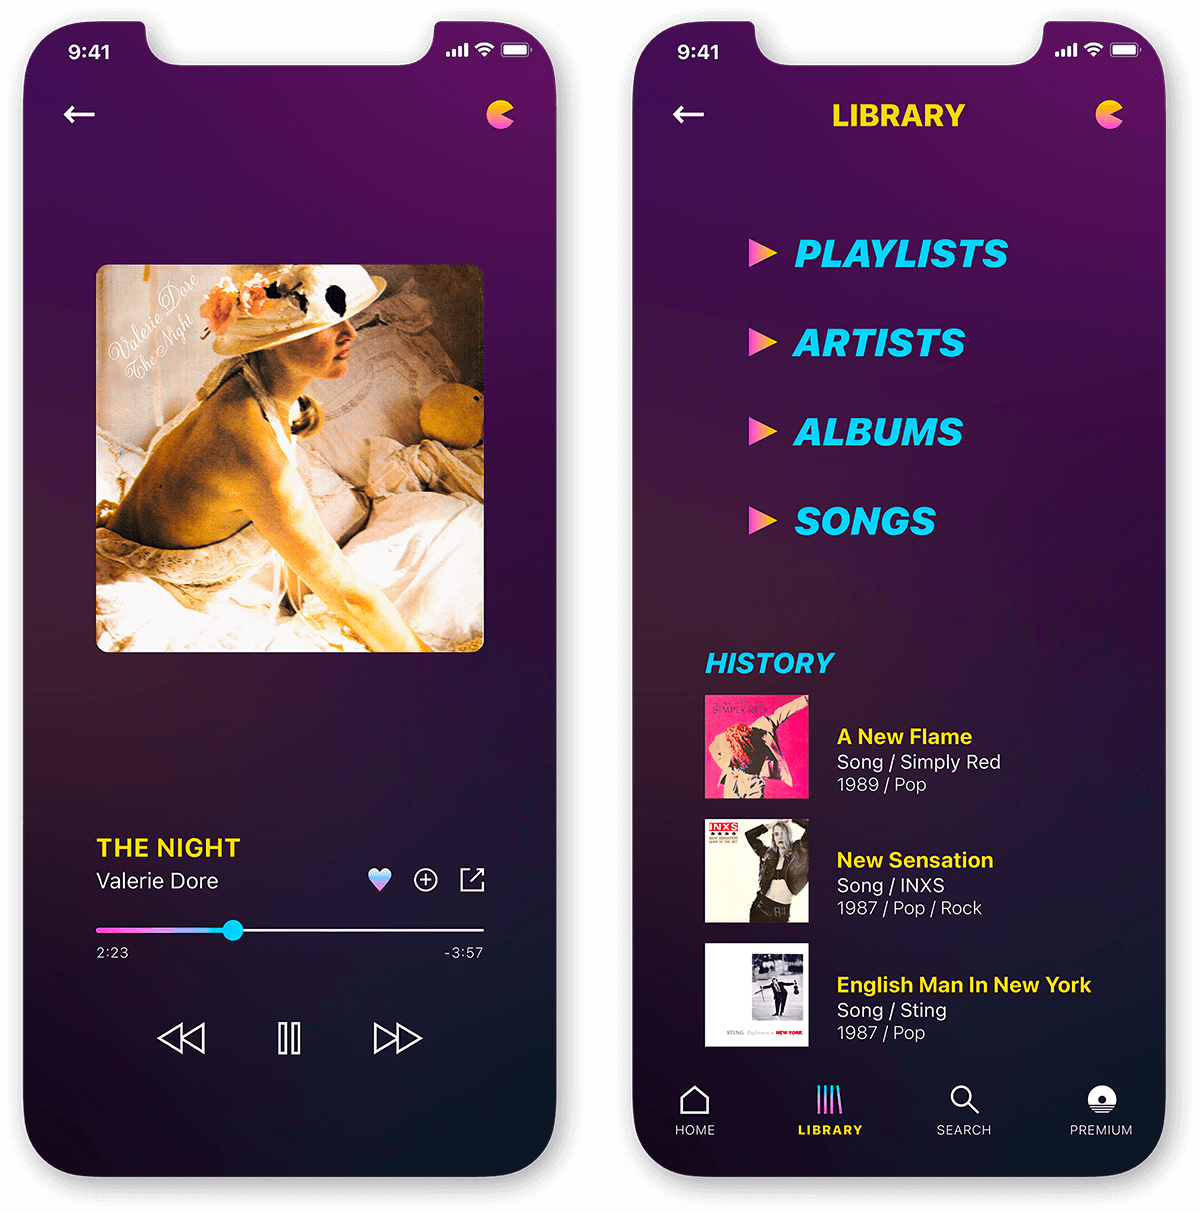 9:41
Valerie Dore
The Night
THE NIGHT
Valerie Dore
2:23
-3:57
9:41
LIBRARY
PLAYLISTS
ARTISTS
ALBUMS
SONGS
HISTORY
SIMPLY RED
A New Flame
Song / Simply Red
1989 / Pop
INXS
NEW SENSATION
New Sensation
Song / INXS
1987 / Pop / Rock
STING Englishman in NEW YORK
English Man In New York
Song / Sting
1987 / Pop
HOME
LIBRARY
SEARCH
PREMIUM